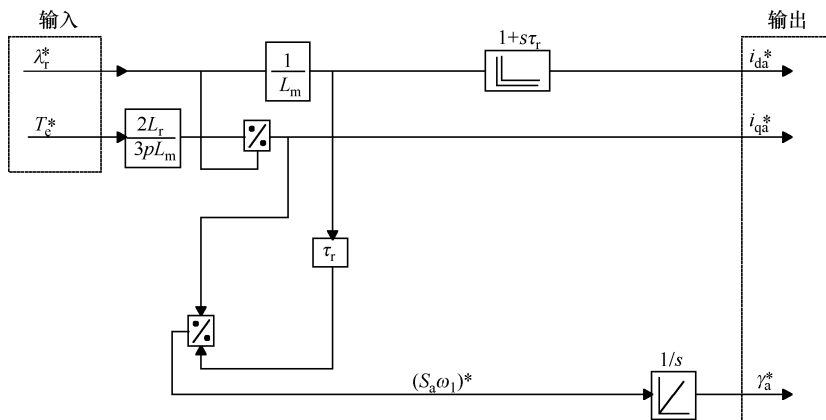 输入
输出
λr*
1
Lm
1+sτr
ida*
Te*
2Lr
3pLm
iqa*
τr
(Saω1)*
1/s
γa*